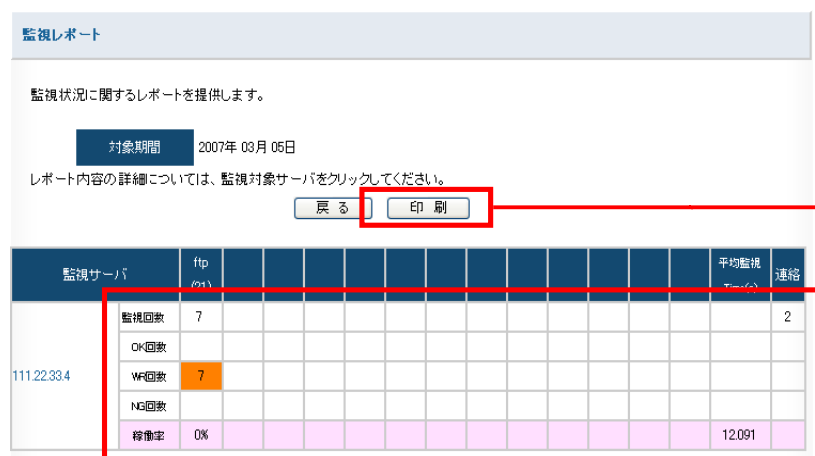 監視レポート
監視状況に関するレポートを提供します。
対象期間 2007年 03月 05日
レポート内容の詳細については、監視対象サーバをクリックしてください。
戻る 印刷
監視サーバ ftp (21) 平均監視 Time(s) 連絡
111.22.33.4
監視回数 7 2
OK回数
WR回数 7
NG回数
稼働率 0% 12.091